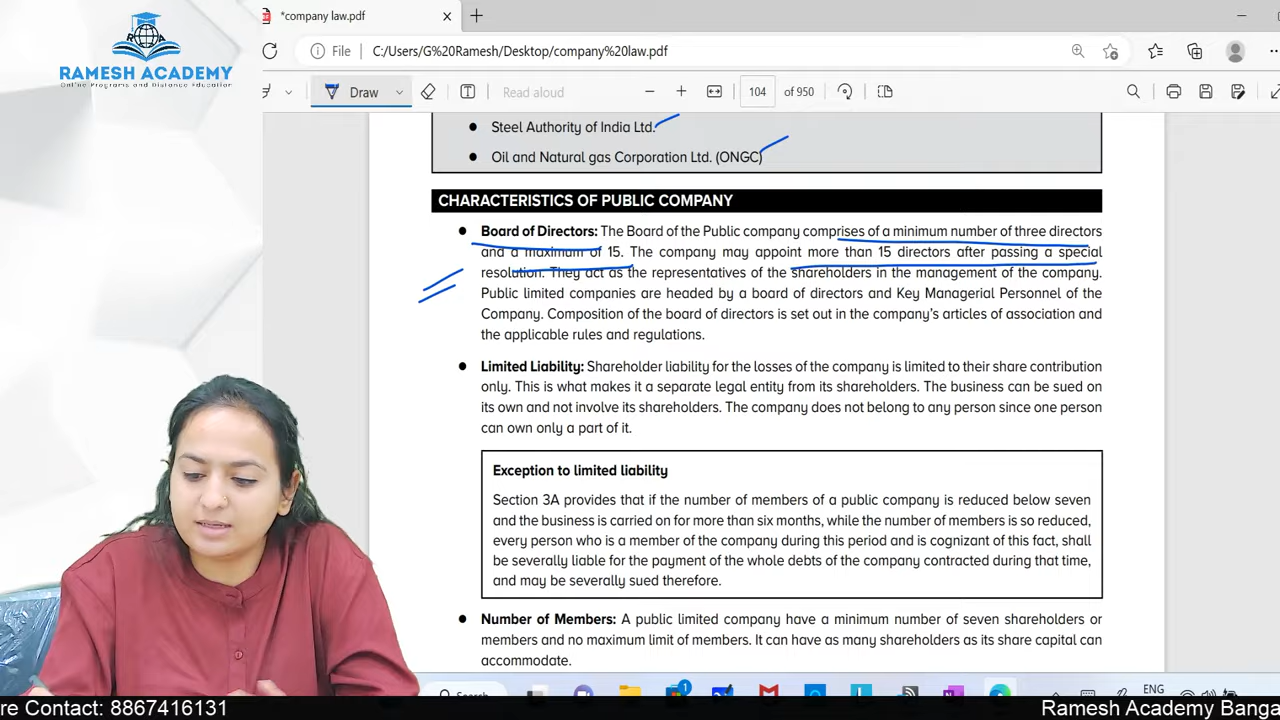 *company law.pdf
RA
RAMESH ACADEMY
Online Programs and Distance Education
File C:/Users/G%20Ramesh/Desktop/company%20law.pdf
Draw
Read aloud
104 of 950
● Steel Authority of India Ltd.
● Oil and Natural gas Corporation Ltd. (ONGC)
CHARACTERISTICS OF PUBLIC COMPANY
● Board of Directors: The Board of the Public company comprises of a minimum number of three directors
and a maximum of 15. The company may appoint more than 15 directors after passing a special
resolution. They act as the representatives of the shareholders in the management of the company.
Public limited companies are headed by a board of directors and Key Managerial Personnel of the
Company. Composition of the board of directors is set out in the company's articles of association and
the applicable rules and regulations.
● Limited Liability: Shareholder liability for the losses of the company is limited to their share contribution
only. This is what makes it a separate legal entity from its shareholders. The business can be sued on
its own and not involve its shareholders. The company does not belong to any person since one person
can own only a part of it.
Exception to limited liability
Section 3A provides that if the number of members of a public company is reduced below seven
and the business is carried on for more than six months, while the number of members is so reduced,
every person who is a member of the company during this period and is cognizant of this fact, shall
be severally liable for the payment of the whole debts of the company contracted during that time,
and may be severally sued therefore.
● Number of Members: A public limited company have a minimum number of seven shareholders or
members and no maximum limit of members. It can have as many shareholders as its share capital can
accommodate.
Search
1
ENG
re Contact: 8867416131
Ramesh Academy Banga